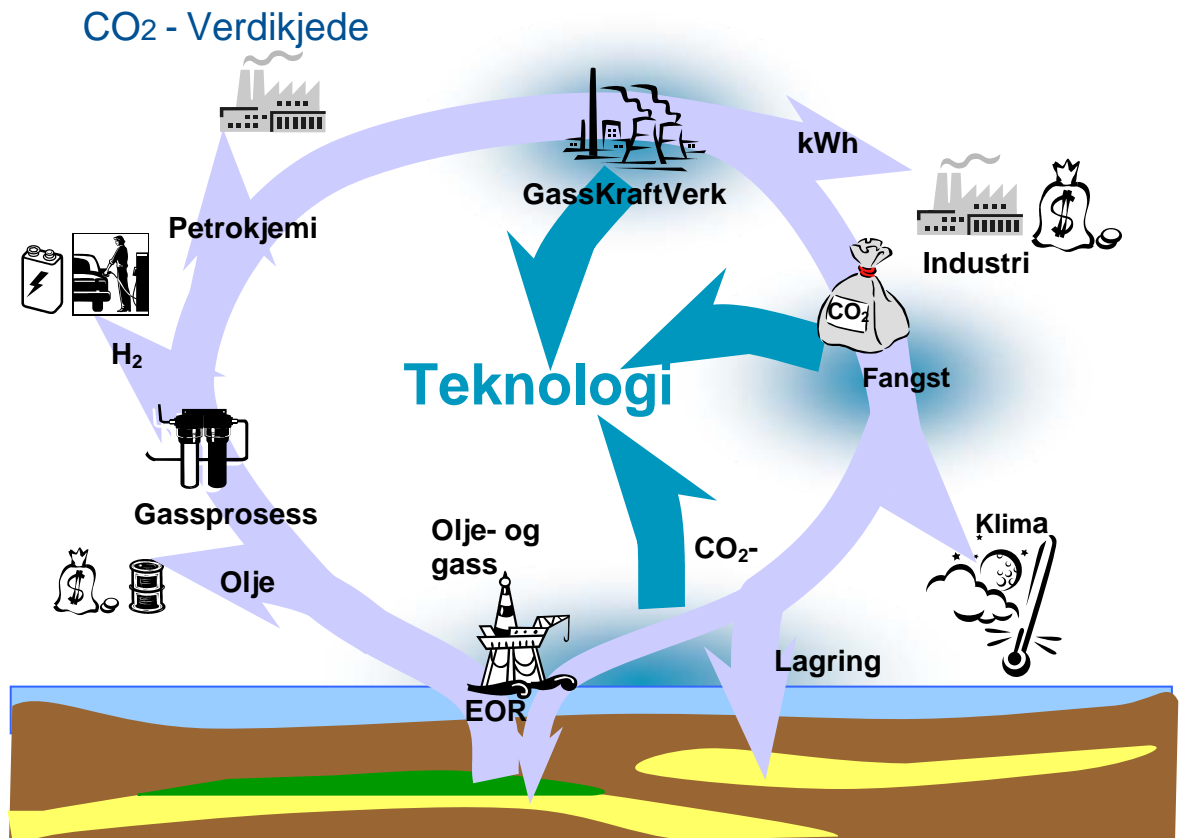 CO2 - Verdikjede
kWh
GassKraftVerk
Petrokjemi
Industri
$
CO2
H2
Teknologi
Fangst
Gassprosess
Olje- og
gass
CO2-
Klima
Olje
$
Lagring
EOR